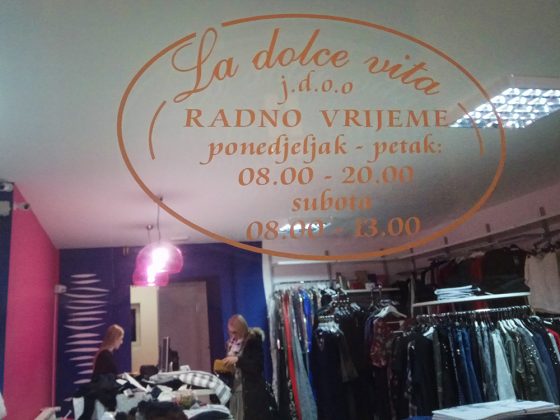 La dolce vita
j.d.o.o
RADNO VRIJEME
ponedjeljak - petak:
08.00 - 20.00
subota
08.00 - 13.00